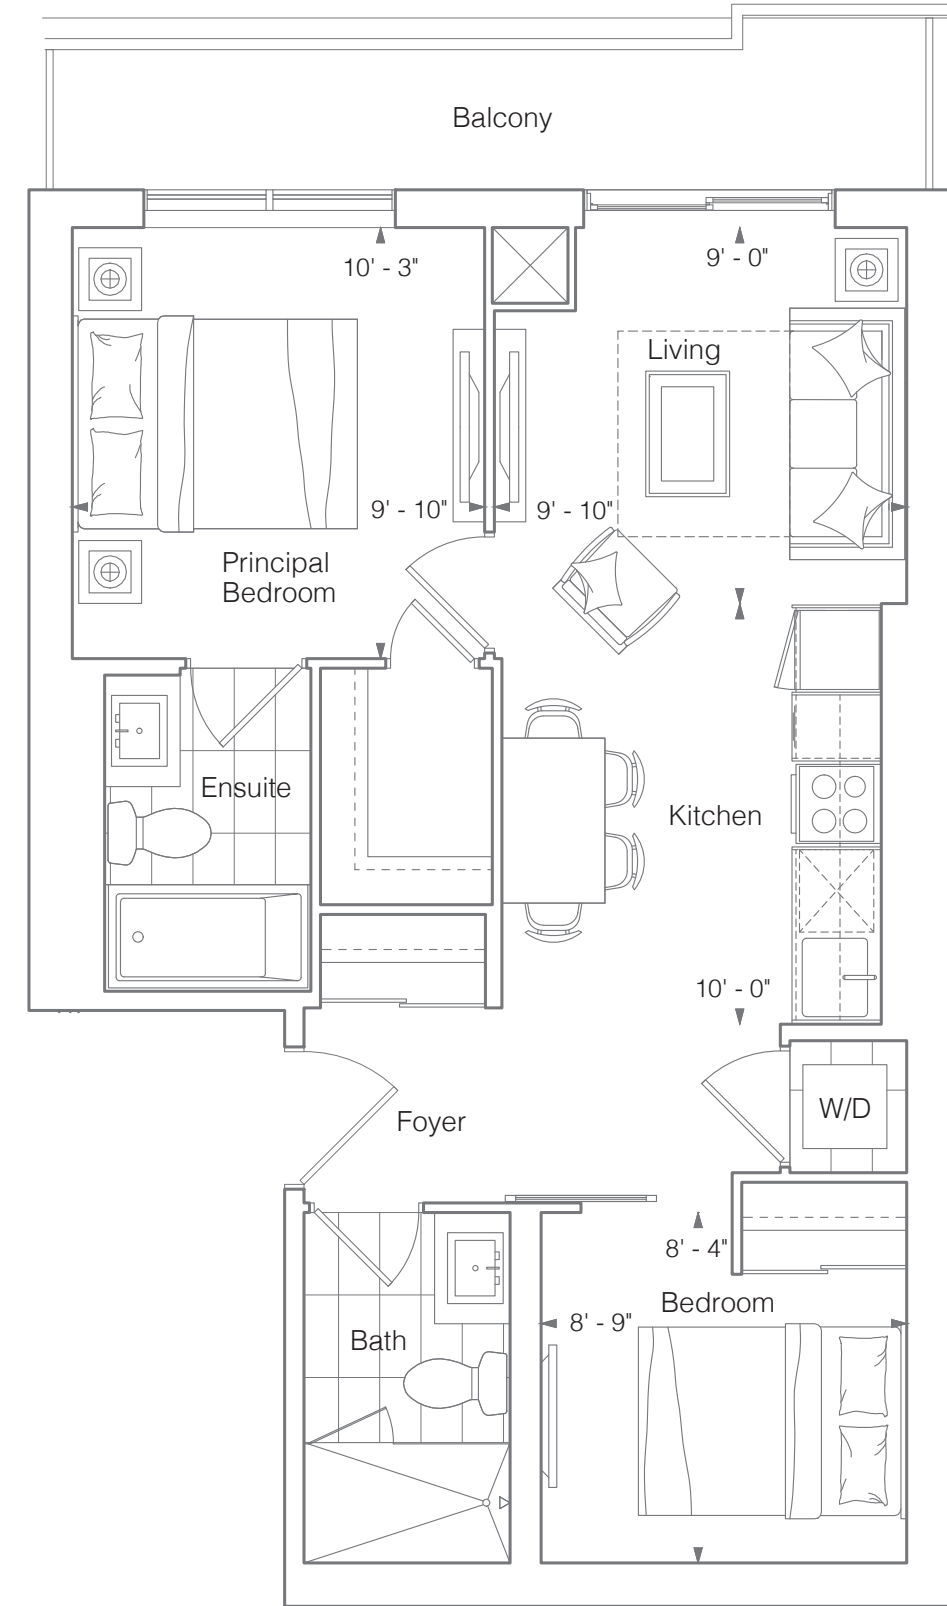 Balcony
10' - 3"
9' - 0"
Living
9' - 10"
9' - 10"
Principal
Bedroom
Ensuite
Kitchen
10' - 0"
W/D
Foyer
8' - 4"
Bedroom
8' - 9"
Bath